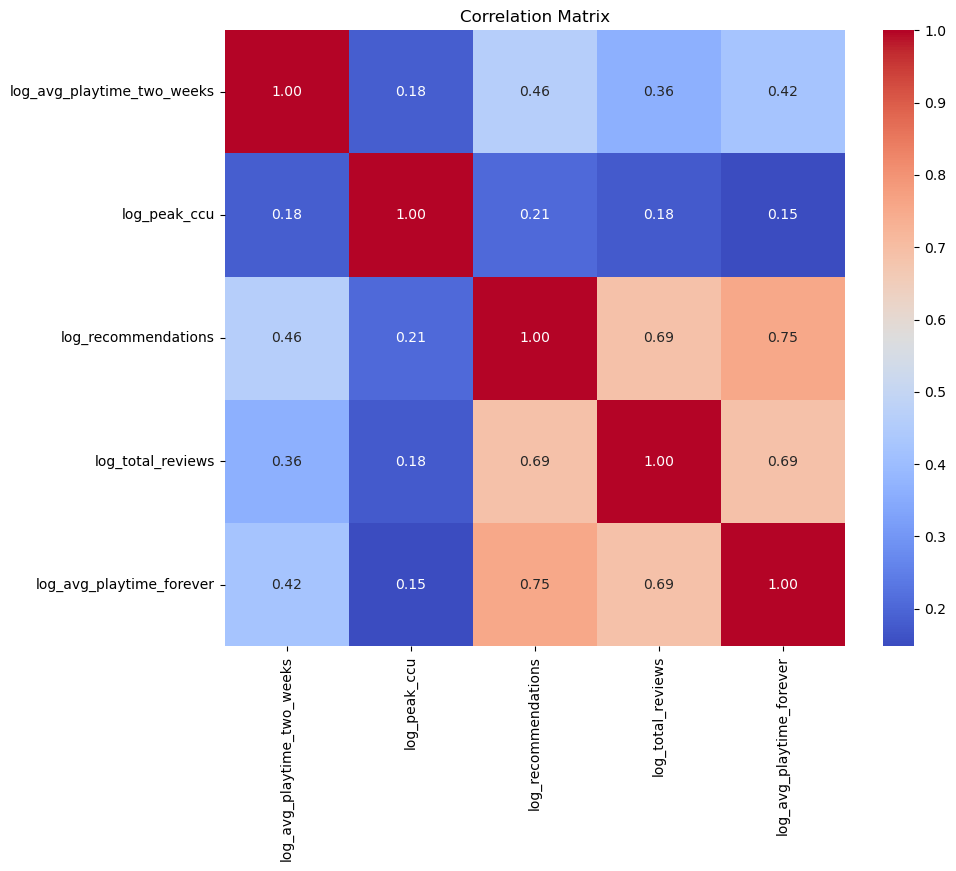 Correlation Matrix
log_avg_playtime_two_weeks 1.00 0.18 0.46 0.36 0.42
log_peak_ccu 0.18 1.00 0.21 0.18 0.15
log_recommendations 0.46 0.21 1.00 0.69 0.75
log_total_reviews 0.36 0.18 0.69 1.00 0.69
log_avg_playtime_forever 0.42 0.15 0.75 0.69 1.00
log_avg_playtime_two_weeks
log_peak_ccu
log_recommendations
log_total_reviews
log_avg_playtime_forever
1.0
0.9
0.8
0.7
0.6
0.5
0.4
0.3
0.2